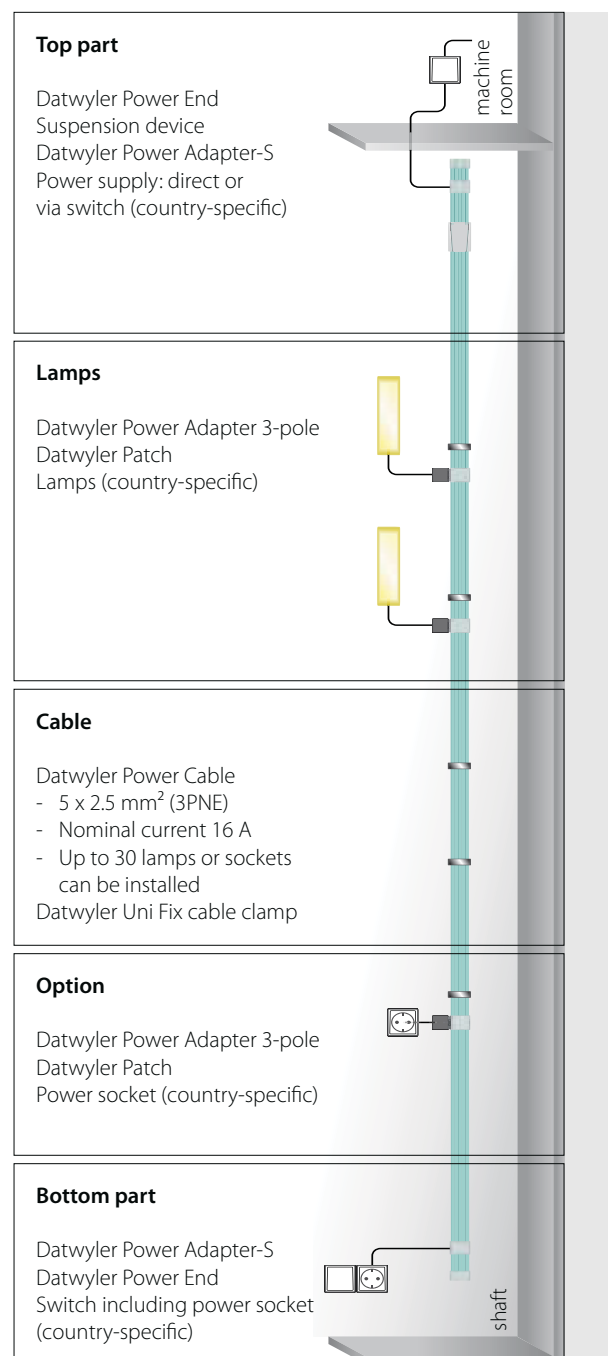 Top part
Datwyler Power End
Suspension device
Datwyler Power Adapter-S
Power supply: direct or
via switch (country-specific)
machine
room
Lamps
Datwyler Power Adapter 3-pole
Datwyler Patch
Lamps (country-specific)
Cable
Datwyler Power Cable
- 5 x 2.5 mm² (3PNE)
- Nominal current 16 A
- Up to 30 lamps or sockets
can be installed
Datwyler Uni Fix cable clamp
Option
Datwyler Power Adapter 3-pole
Datwyler Patch
Power socket (country-specific)
Bottom part
Datwyler Power Adapter-S
Datwyler Power End
Switch including power socket
(country-specific)
shaft